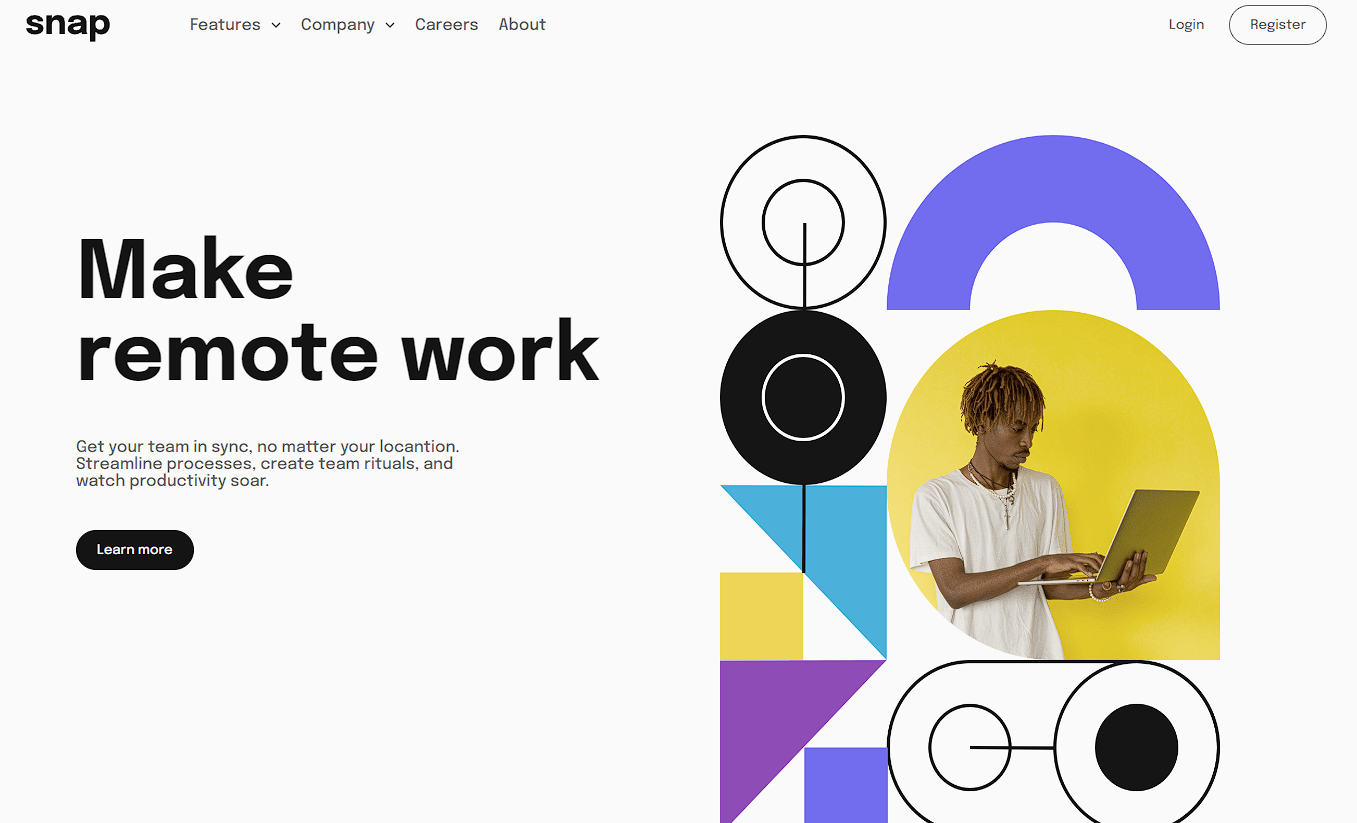 snap
Features
Company
Careers
About
Login
Register
Make
remote work
Get your team in sync, no matter your locantion.
Streamline processes, create team rituals, and
watch productivity soar.
Learn more